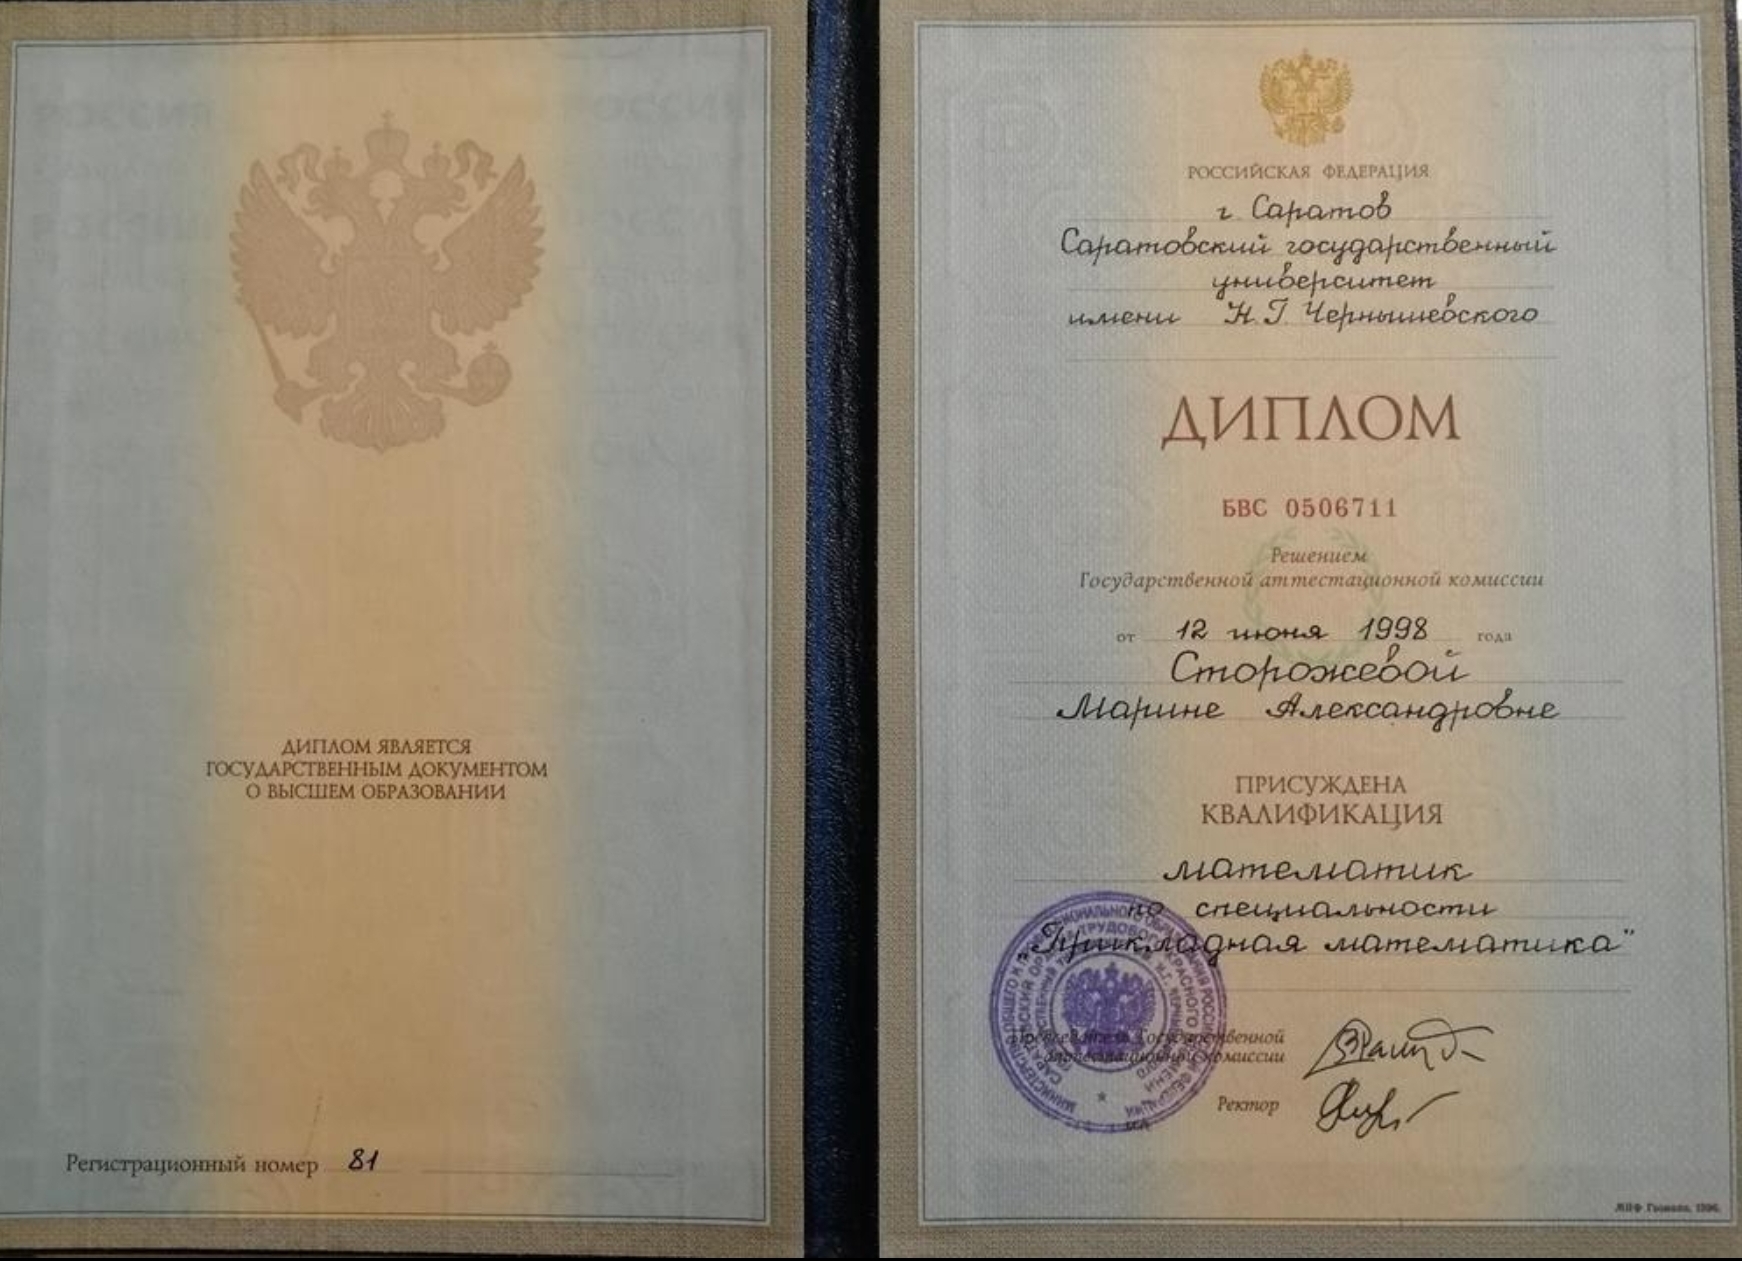 ДИПЛОМ ЯВЛЯЕТСЯ
ГОСУДАРСТВЕННЫМ ДОКУМЕНТОМ
О ВЫСШЕМ ОБРАЗОВАНИИ
Регистрационный номер 81
РОССИЙСКАЯ ФЕДЕРАЦИЯ
г. Саратов
Саратовский государственный
университет
имени Н.Г. Чернышевского
ДИПЛОМ
БВС 0506711
Решением
Государственной аттестационной комиссии
от 12 июня 1998 года
Сторожевой
Марине Александровне
ПРИСУЖДЕНА
КВАЛИФИКАЦИЯ
математик
по специальности
"Прикладная математика"
Председатель Государственной
аттестационной комиссии
Ректор